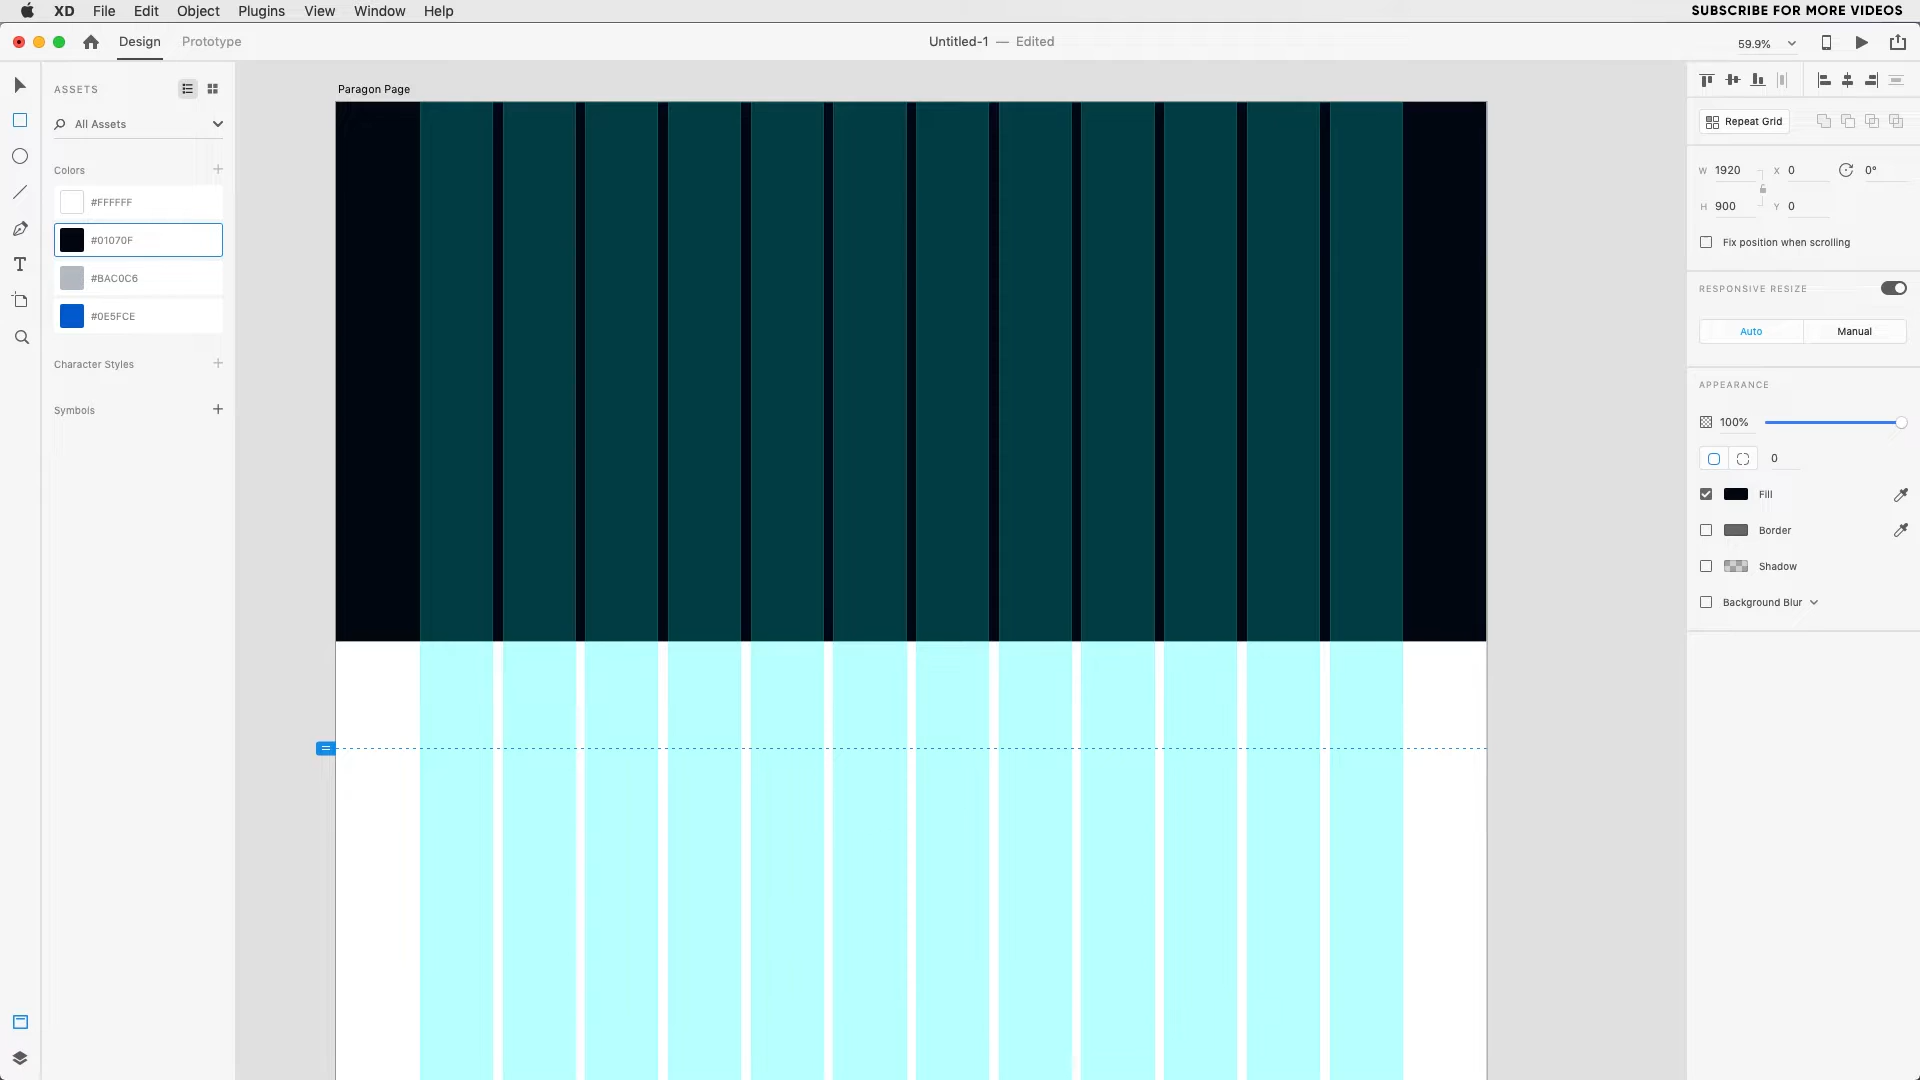 XD File Edit Object Plugins View Window Help
SUBSCRIBE FOR MORE VIDEOS
Design Prototype
Untitled-1 — Edited
59.9%
ASSETS
All Assets
Colors
#FFFFFF
#01070F
#BAC0C6
#0E5FCE
Character Styles
Symbols
Paragon Page
Repeat Grid
W 1920 X 0 0°
H 900 Y 0
Fix position when scrolling
RESPONSIVE RESIZE
Auto Manual
APPEARANCE
100%
0
Fill
Border
Shadow
Background Blur